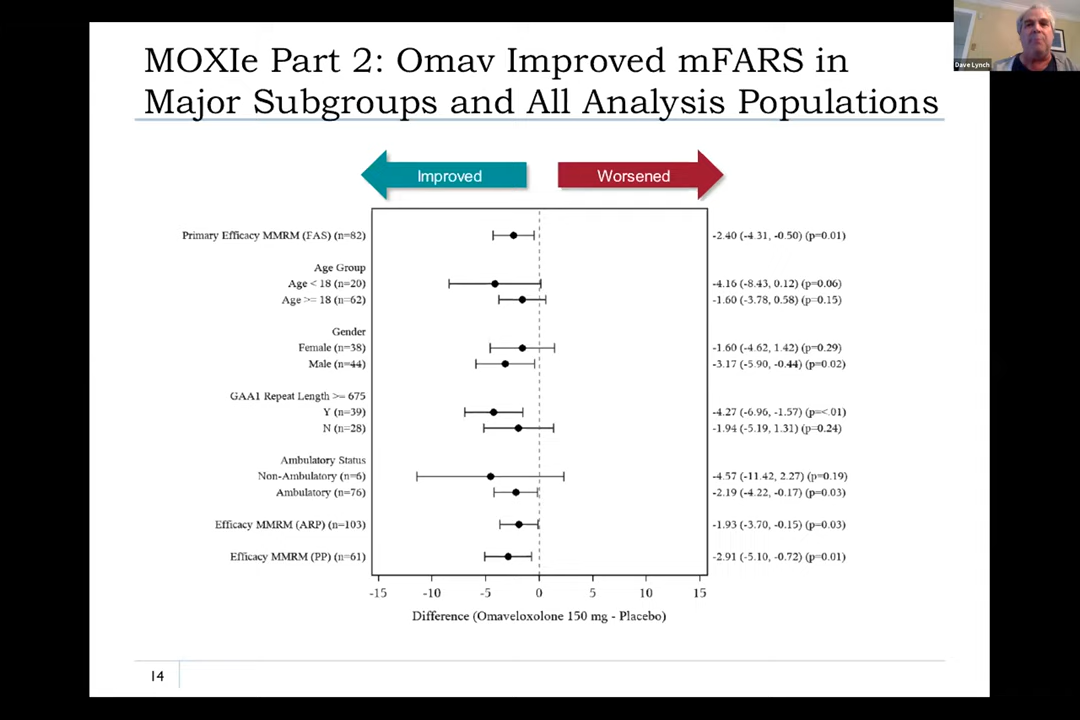 Dave Lynch
MOXIe Part 2: Omav Improved mFARS in
Major Subgroups and All Analysis Populations
Improved
Worsened
Primary Efficacy MMRM (FAS) (n=82) -2.40 (-4.31, -0.50) (p=0.01)
Age Group
Age < 18 (n=20) -4.16 (-8.43, 0.12) (p=0.06)
Age >= 18 (n=62) -1.60 (-3.78, 0.58) (p=0.15)
Gender
Female (n=38) -1.60 (-4.62, 1.42) (p=0.29)
Male (n=44) -3.17 (-5.90, -0.44) (p=0.02)
GAA1 Repeat Length >= 675
Y (n=39) -4.27 (-6.96, -1.57) (p=<.01)
N (n=28) -1.94 (-5.19, 1.31) (p=0.24)
Ambulatory Status
Non-Ambulatory (n=6) -4.57 (-11.42, 2.27) (p=0.19)
Ambulatory (n=76) -2.19 (-4.22, -0.17) (p=0.03)
Efficacy MMRM (ARP) (n=103) -1.93 (-3.70, -0.15) (p=0.03)
Efficacy MMRM (PP) (n=61) -2.91 (-5.10, -0.72) (p=0.01)
-15 -10 -5 0 5 10 15
Difference (Omaveloxolone 150 mg - Placebo)
14